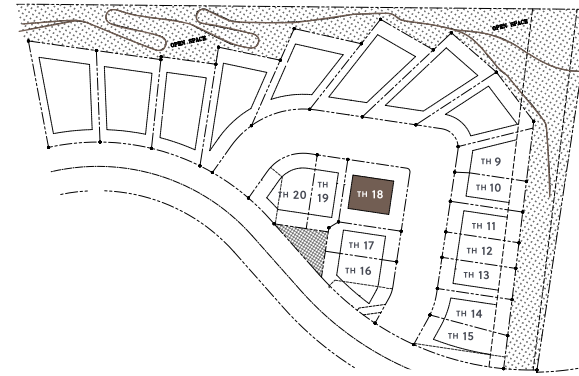 OPEN SPACE
OPEN SPACE
TH 9
TH 10
TH 20
TH
19
TH 18
TH 11
TH 17
TH 12
TH 16
TH 13
TH 14
TH 15